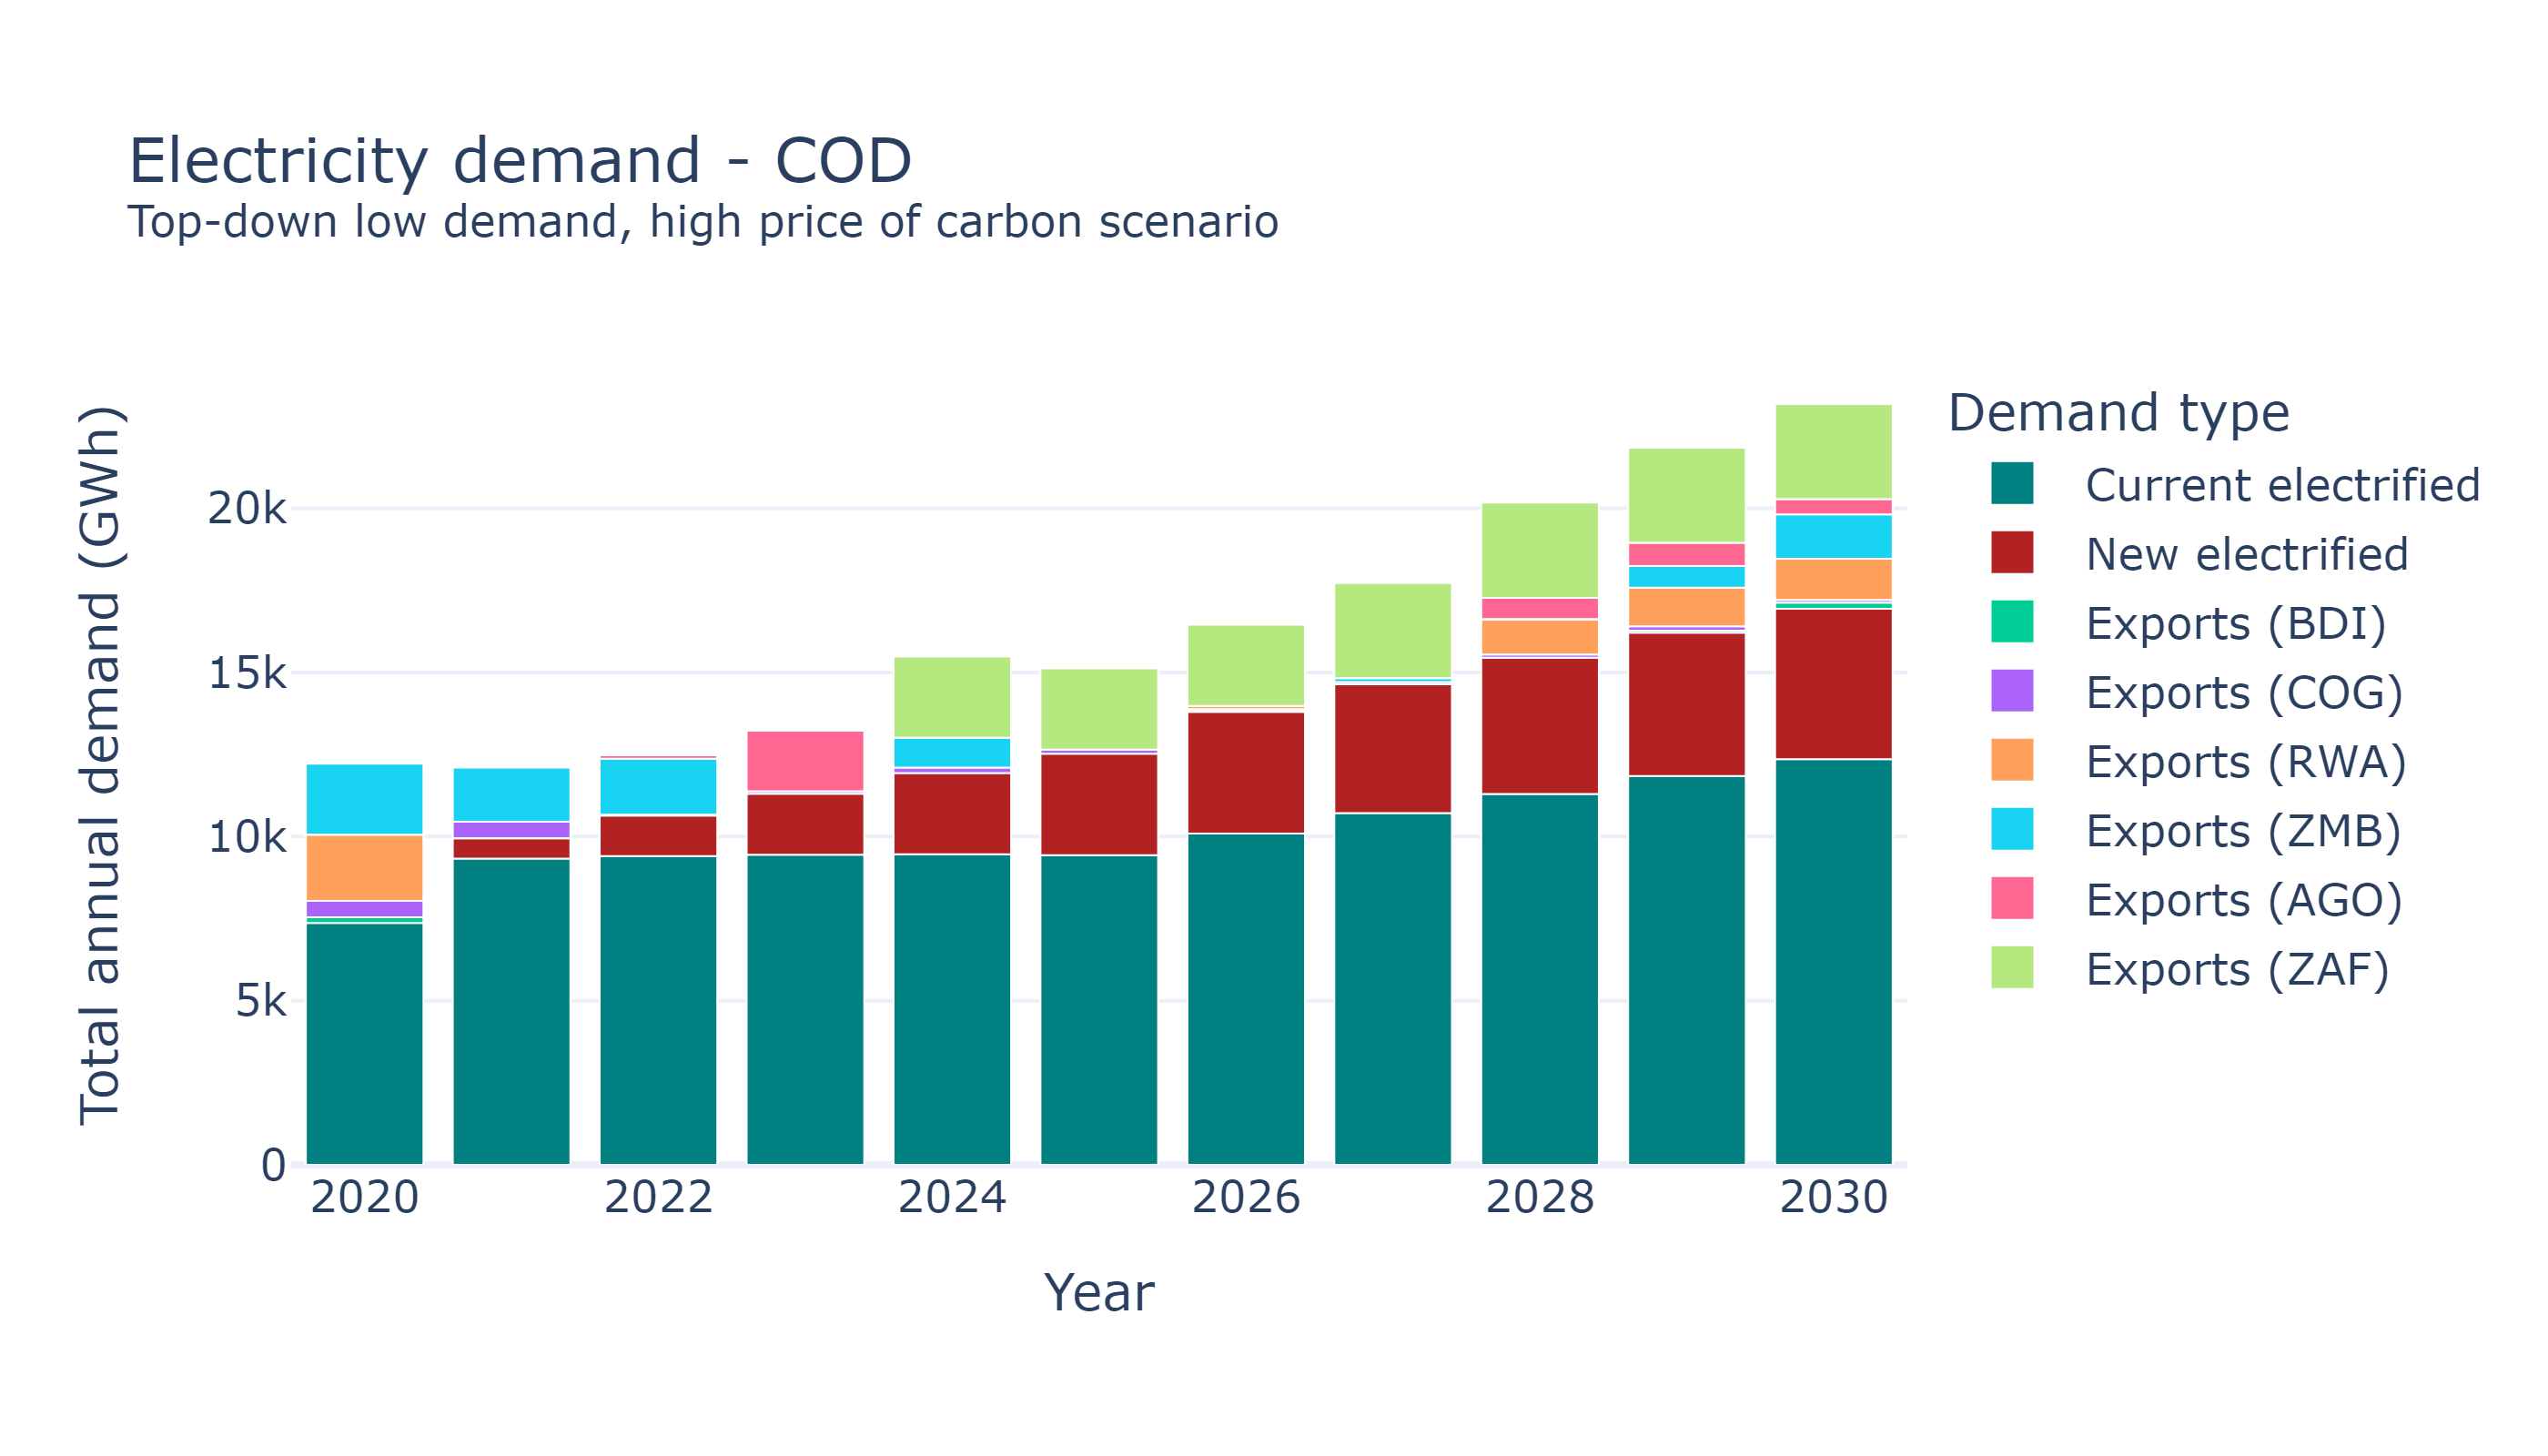 Electricity demand - COD
Top-down low demand, high price of carbon scenario
Total annual demand (GWh)
20k
15k
10k
5k
0
2020
2022
2024
2026
2028
2030
Year
Demand type
Current electrified
New electrified
Exports (BDI)
Exports (COG)
Exports (RWA)
Exports (ZMB)
Exports (AGO)
Exports (ZAF)